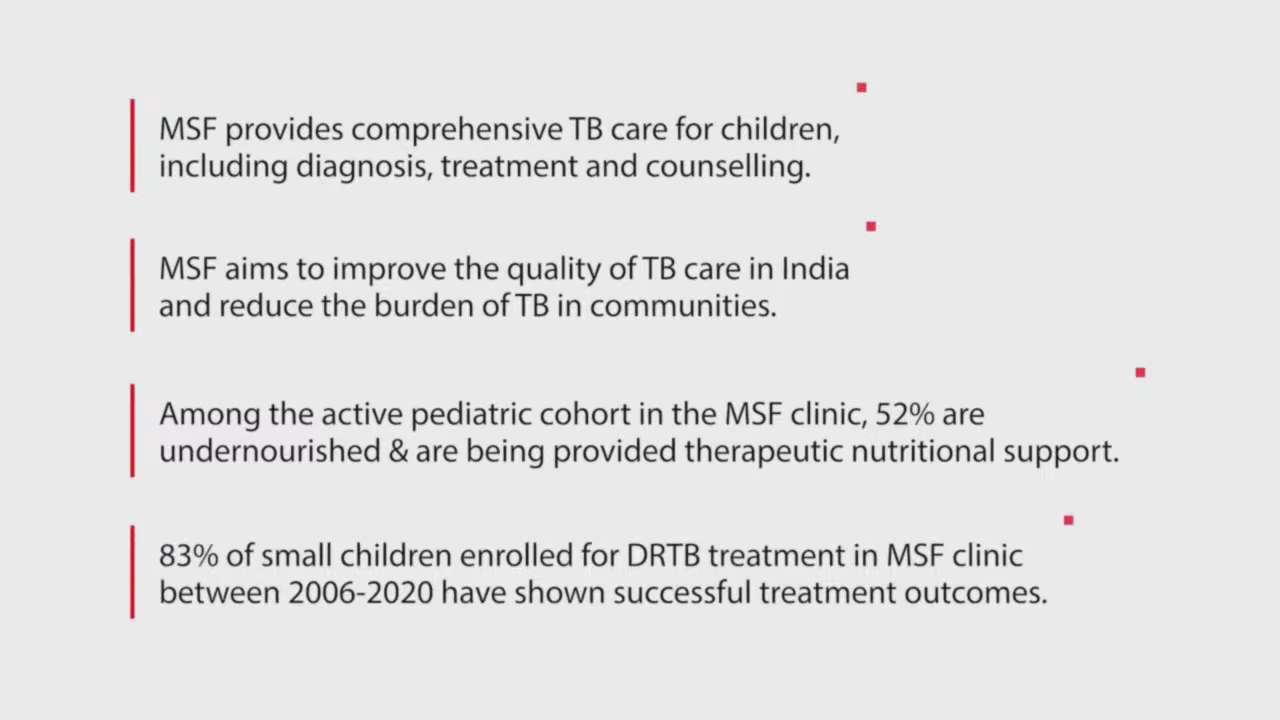 MSF provides comprehensive TB care for children,
including diagnosis, treatment and counselling.
MSF aims to improve the quality of TB care in India
and reduce the burden of TB in communities.
Among the active pediatric cohort in the MSF clinic, 52% are
undernourished & are being provided therapeutic nutritional support.
83% of small children enrolled for DRTB treatment in MSF clinic
between 2006-2020 have shown successful treatment outcomes.